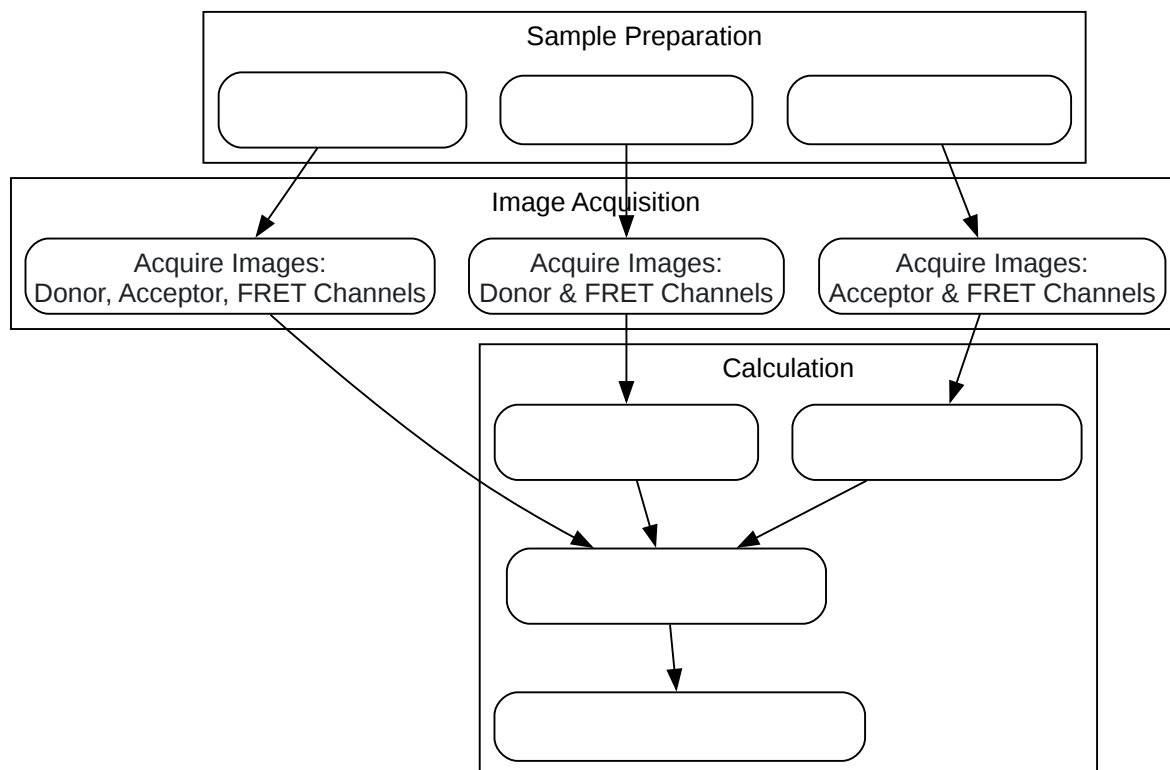 Sample Preparation
Image Acquisition
Acquire Images:
Donor, Acceptor, FRET Channels
Acquire Images:
Donor & FRET Channels
Acquire Images:
Acceptor & FRET Channels
Calculation